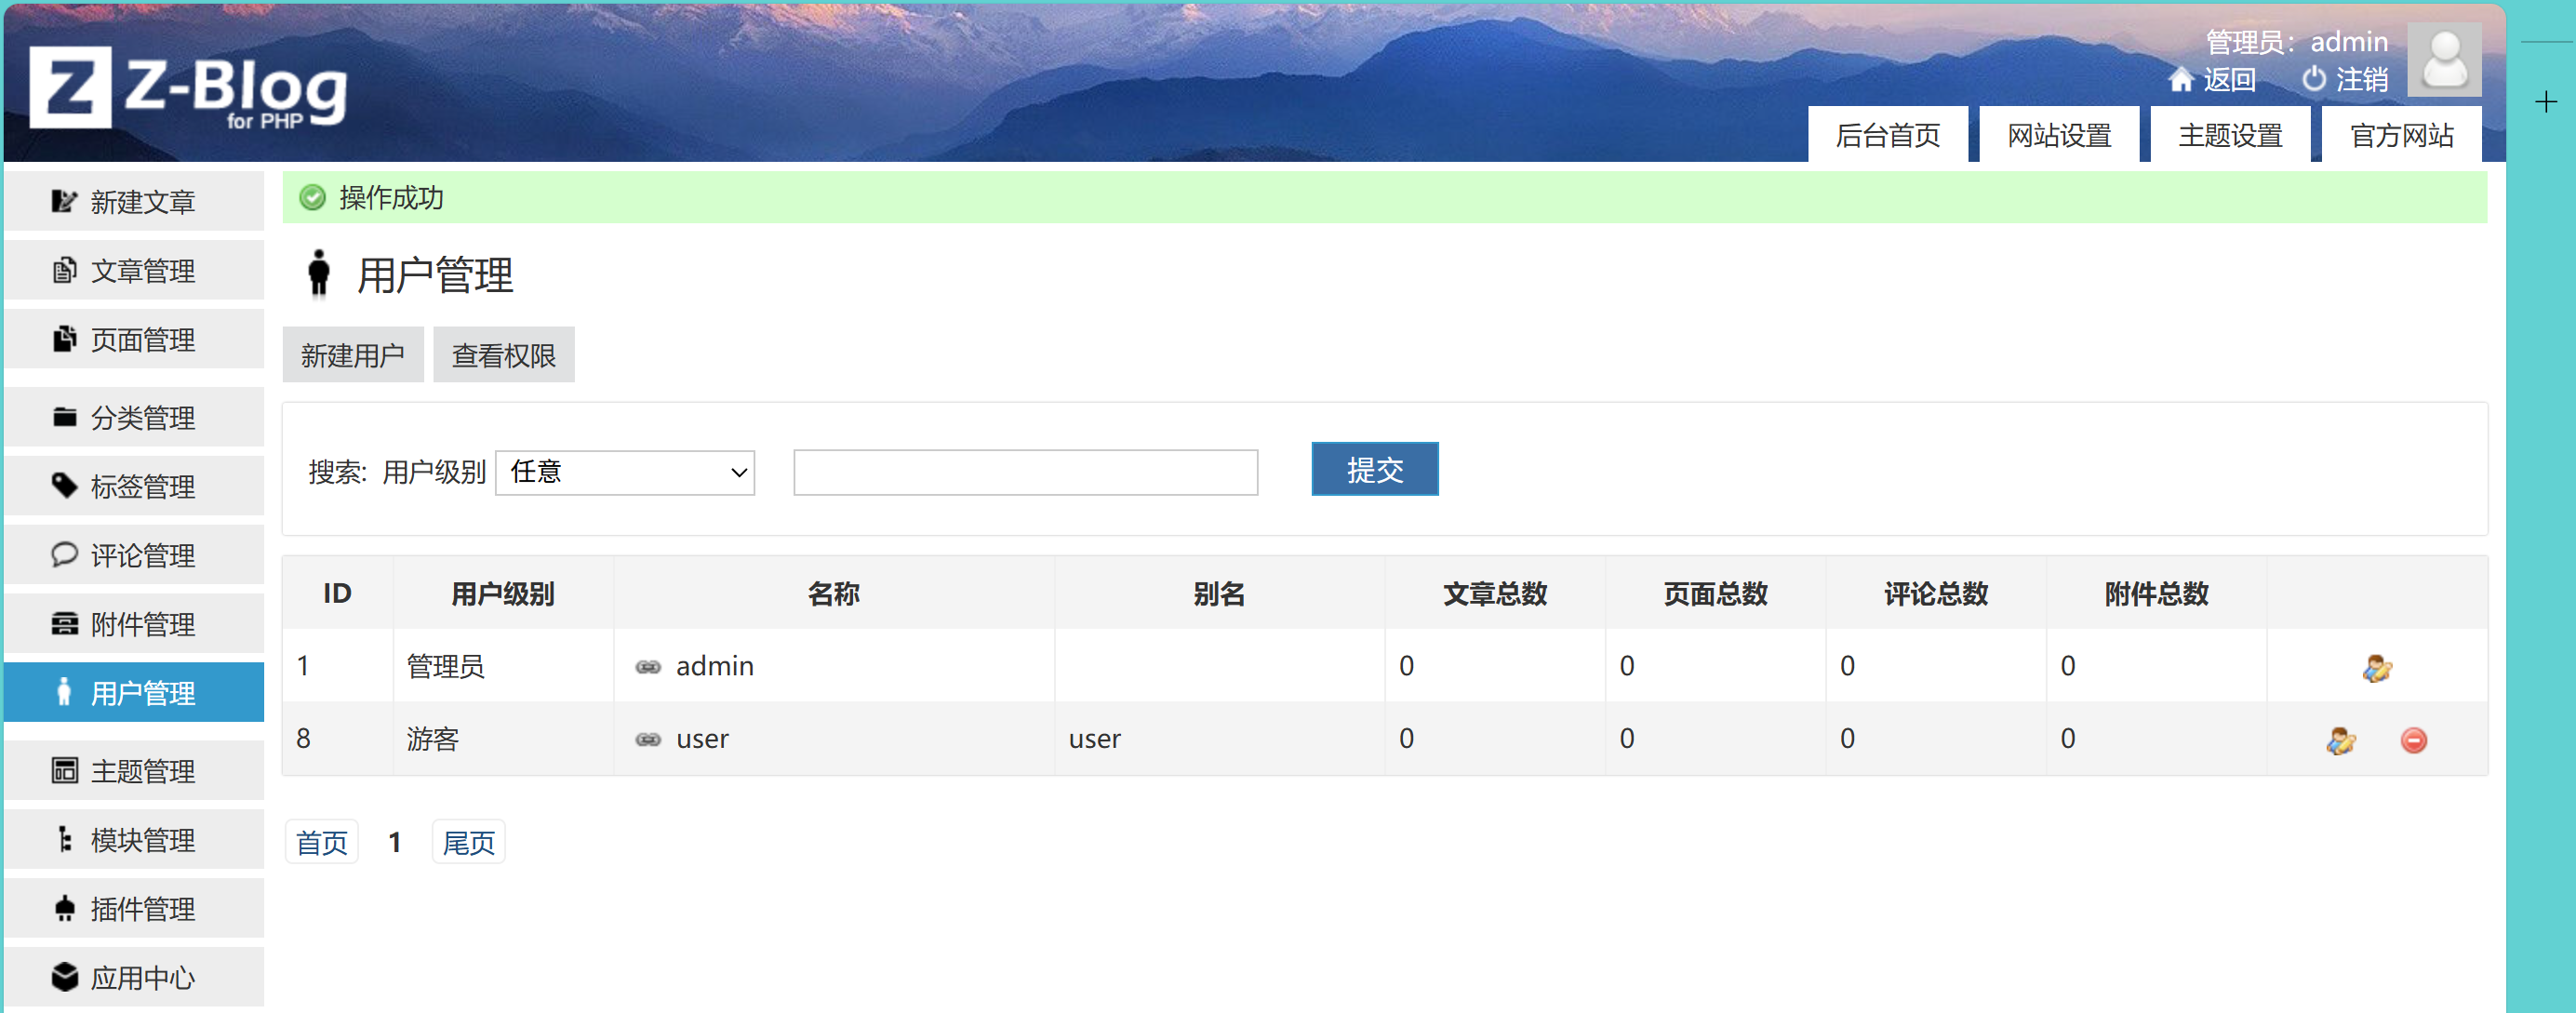 Z Z-Blog
for PHP
管理员：admin
返回 注销
后台首页 网站设置 主题设置 官方网站
新建文章
文章管理
页面管理
分类管理
标签管理
评论管理
附件管理
用户管理
主题管理
模块管理
插件管理
应用中心
操作成功
用户管理
新建用户 查看权限
搜索: 用户级别 任意 提交
ID 用户级别 名称 别名 文章总数 页面总数 评论总数 附件总数
1 管理员 admin 0 0 0 0
8 游客 user user 0 0 0 0
首页 1 尾页